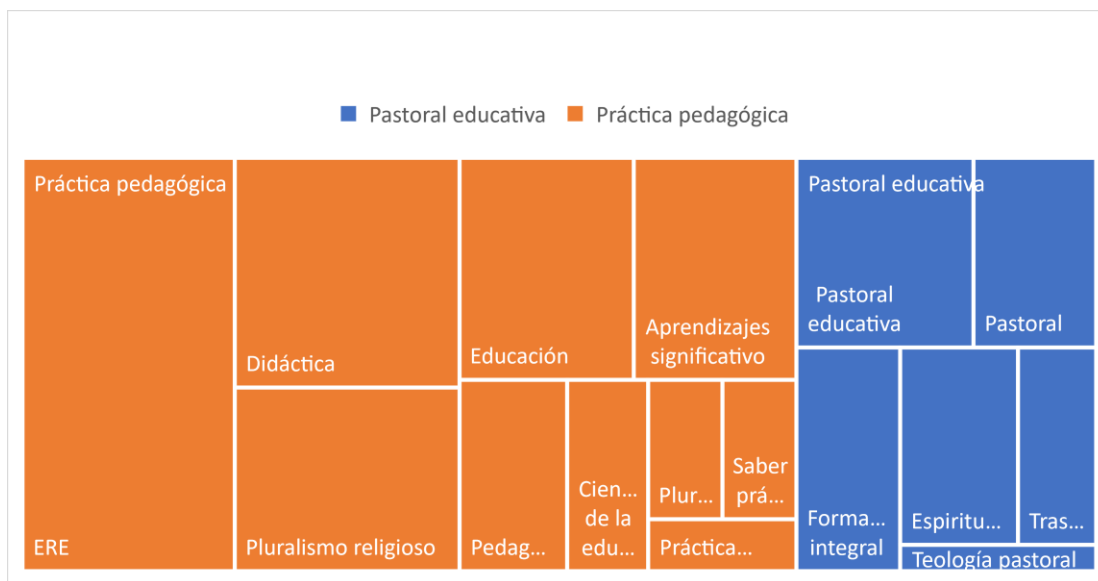 Pastoral educativa Práctica pedagógica
Práctica pedagógica
ERE
Didáctica
Pluralismo religioso
Educación
Aprendizajes
significativo
Pedag...
Cien...
de la
edu...
Plur...
Saber
prá...
Práctica...
Pastoral educativa
Pastoral
educativa
Pastoral
Forma...
integral
Espiritu...
Tras...
Teología pastoral